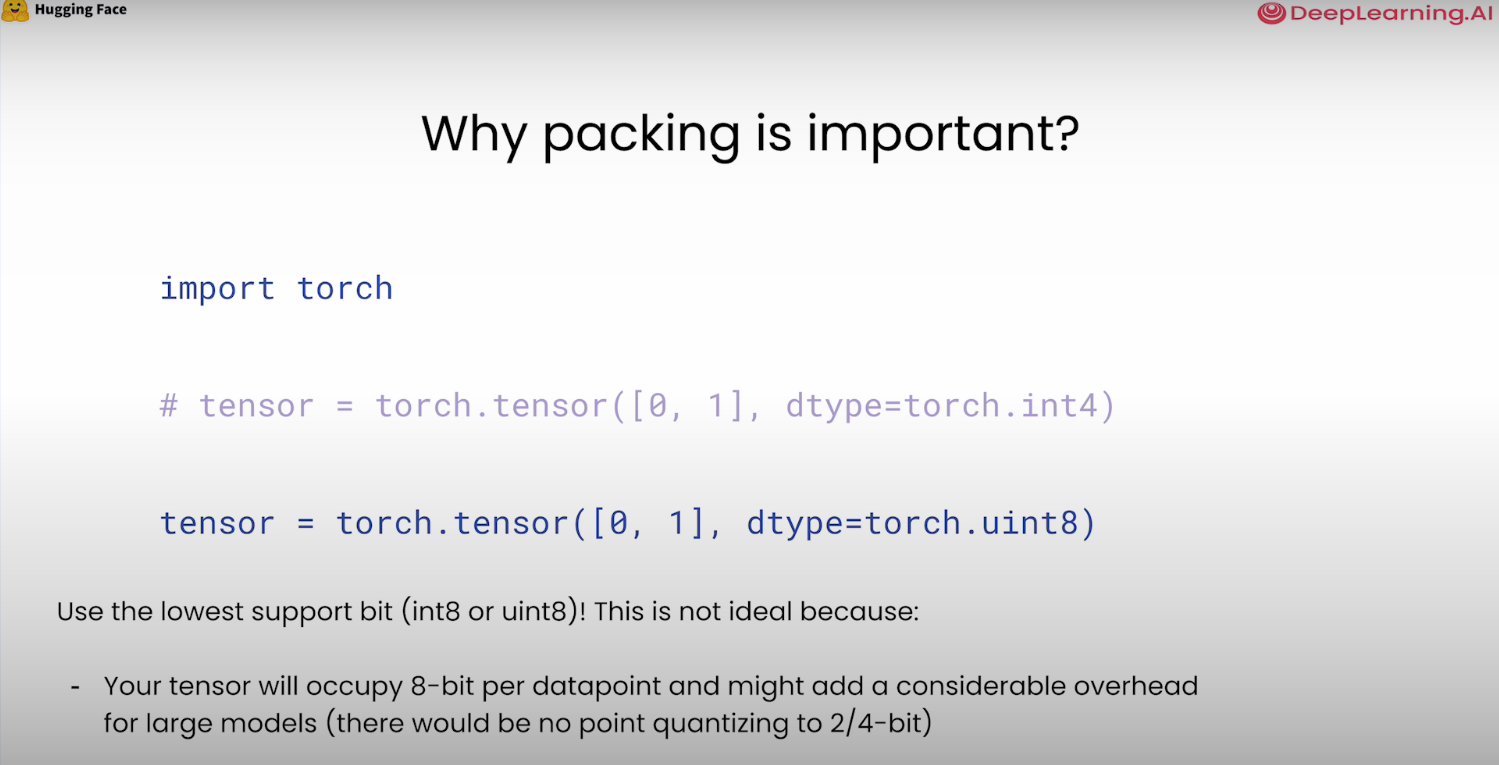 Hugging Face
DeepLearning.AI
Why packing is important?
import torch
# tensor = torch.tensor([0, 1], dtype=torch.int4)
tensor = torch.tensor([0, 1], dtype=torch.uint8)
Use the lowest support bit (int8 or uint8)! This is not ideal because:
- Your tensor will occupy 8-bit per datapoint and might add a considerable overhead
for large models (there would be no point quantizing to 2/4-bit)